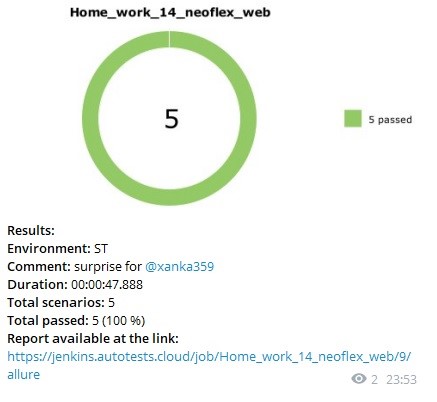 Home_work_14_neoflex_web
5
5 passed
Results:
Environment: ST
Comment: surprise for @xanka359
Duration: 00:00:47.888
Total scenarios: 5
Total passed: 5 (100 %)
Report available at the link:
https://jenkins.autotests.cloud/job/Home_work_14_neoflex_web/9/
allure
2 23:53